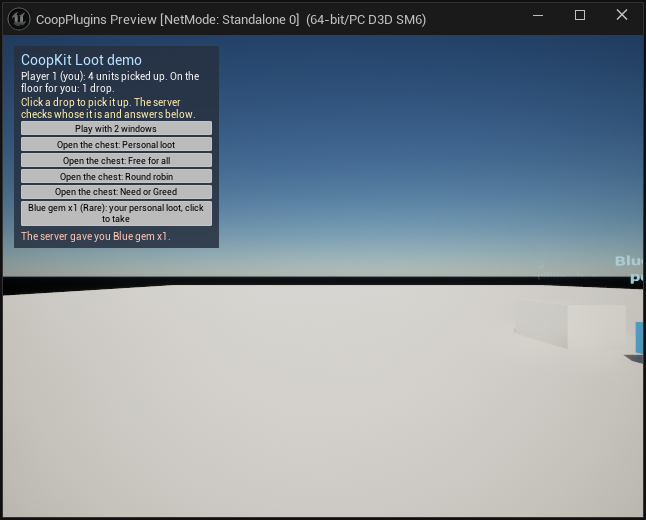 CoopPlugins Preview [NetMode: Standalone 0] (64-bit/PC D3D SM6)
CoopKit Loot demo
Player 1 (you): 4 units picked up. On the
floor for you: 1 drop.
Click a drop to pick it up. The server
checks whose it is and answers below.
Play with 2 windows
Open the chest: Personal loot
Open the chest: Free for all
Open the chest: Round robin
Open the chest: Need or Greed
Blue gem x1 (Rare): your personal loot, click
to take
The server gave you Blue gem x1.